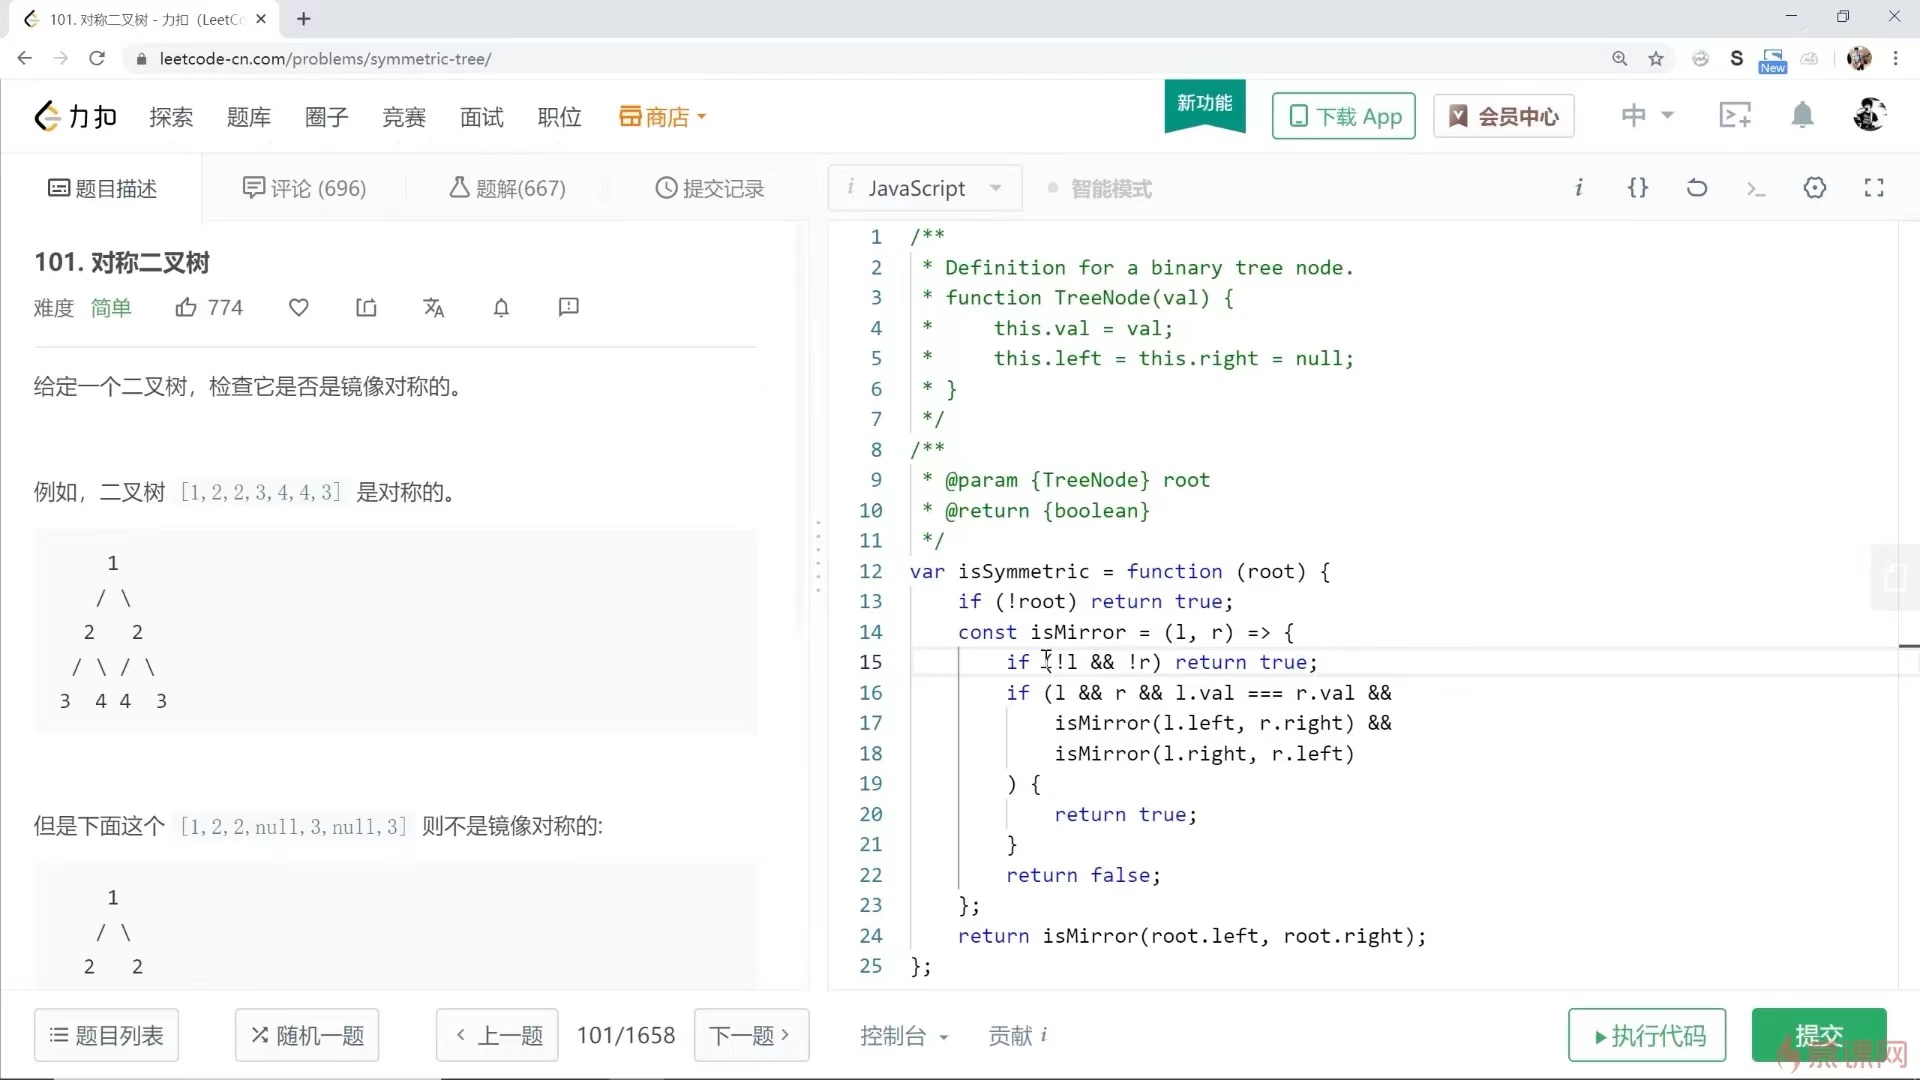 101. 对称二叉树 - 力扣（LeetCo
leetcode-cn.com/problems/symmetric-tree/
New
力扣 探索 题库 圈子 竞赛 面试 职位 商店 新功能 下载 App 会员中心 中
题目描述 评论 (696) 题解(667) 提交记录
i JavaScript 智能模式
101. 对称二叉树
难度 简单 774
给定一个二叉树，检查它是否是镜像对称的。
例如，二叉树 [1,2,2,3,4,4,3] 是对称的。
1
/ \
2 2
/ \ / \
3 4 4 3
但是下面这个 [1,2,2,null,3,null,3] 则不是镜像对称的:
1
/ \
2 2
1 /**
2 * Definition for a binary tree node.
3 * function TreeNode(val) {
4 * this.val = val;
5 * this.left = this.right = null;
6 * }
7 */
8 /**
9 * @param {TreeNode} root
10 * @return {boolean}
11 */
12 var isSymmetric = function (root) {
13 if (!root) return true;
14 const isMirror = (l, r) => {
15 if (!l && !r) return true;
16 if (l && r && l.val === r.val &&
17 isMirror(l.left, r.right) &&
18 isMirror(l.right, r.left)
19 ) {
20 return true;
21 }
22 return false;
23 };
24 return isMirror(root.left, root.right);
25 };
题目列表 随机一题 上一题 101/1658 下一题 控制台 贡献 i 执行代码 提交
慕课网